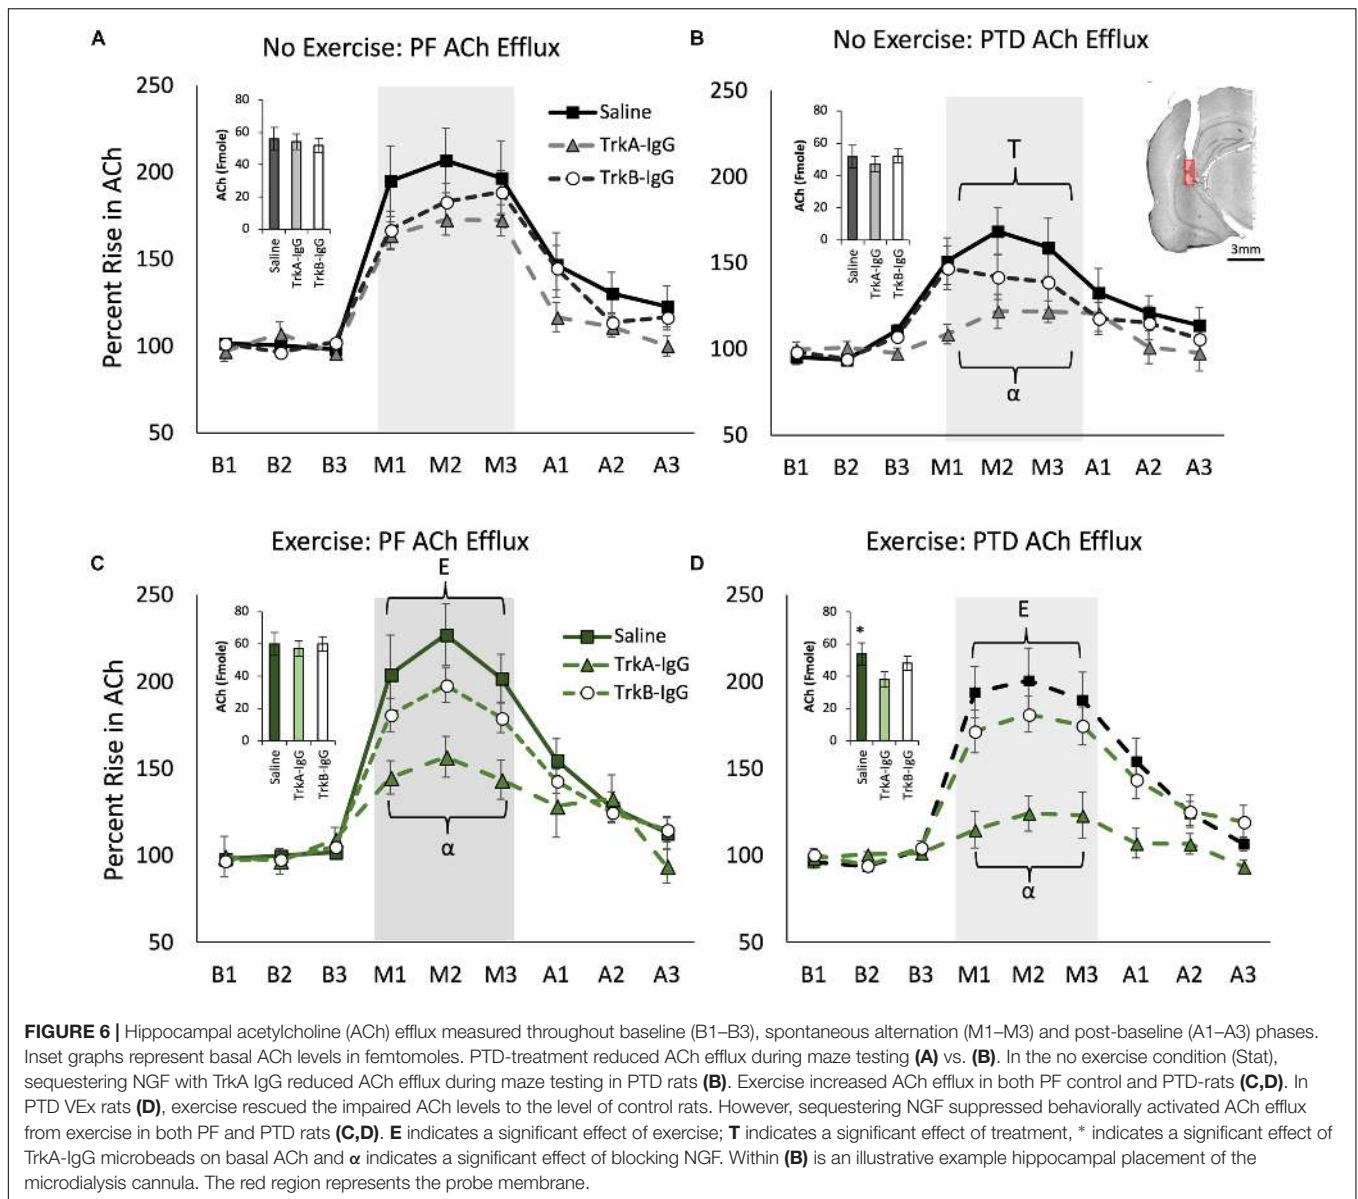 A
No Exercise: PF ACh Efflux
Percent Rise in ACh
250
200
150
100
50
B1 B2 B3 M1 M2 M3 A1 A2 A3
ACh (Fmole)
80
60
40
20
0
Saline
TrkA-IgG
TrkB-IgG
Saline
TrkA-IgG
TrkB-IgG
B
No Exercise: PTD ACh Efflux
250
200
150
100
50
B1 B2 B3 M1 M2 M3 A1 A2 A3
ACh (Fmole)
80
60
40
20
0
Saline
TrkA-IgG
TrkB-IgG
T
α
3mm
C
Exercise: PF ACh Efflux
E
Percent Rise in ACh
250
200
150
100
50
B1 B2 B3 M1 M2 M3 A1 A2 A3
ACh (Fmole)
80
60
40
20
0
Saline
TrkA-IgG
TrkB-IgG
Saline
TrkA-IgG
TrkB-IgG
α
D
Exercise: PTD ACh Efflux
E
250
200
150
100
50
B1 B2 B3 M1 M2 M3 A1 A2 A3
ACh (Fmole)
80
60
40
20
0
*
Saline
TrkA-IgG
TrkB-IgG
α
FIGURE 6 | Hippocampal acetylcholine (ACh) efflux measured throughout baseline (B1–B3), spontaneous alternation (M1–M3) and post-baseline (A1–A3) phases.
Inset graphs represent basal ACh levels in femtomoles. PTD-treatment reduced ACh efflux during maze testing (A) vs. (B). In the no exercise condition (Stat),
sequestering NGF with TrkA IgG reduced ACh efflux during maze testing in PTD rats (B). Exercise increased ACh efflux in both PF control and PTD-rats (C,D). In
PTD VEx rats (D), exercise rescued the impaired ACh levels to the level of control rats. However, sequestering NGF suppressed behaviorally activated ACh efflux
from exercise in both PF and PTD rats (C,D). E indicates a significant effect of exercise; T indicates a significant effect of treatment, * indicates a significant effect of
TrkA-IgG microbeads on basal ACh and α indicates a significant effect of blocking NGF. Within (B) is an illustrative example hippocampal placement of the
microdialysis cannula. The red region represents the probe membrane.